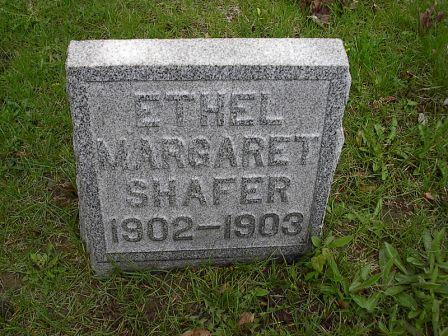 ETHEL
MARGARET
SHAFER
1902-1903